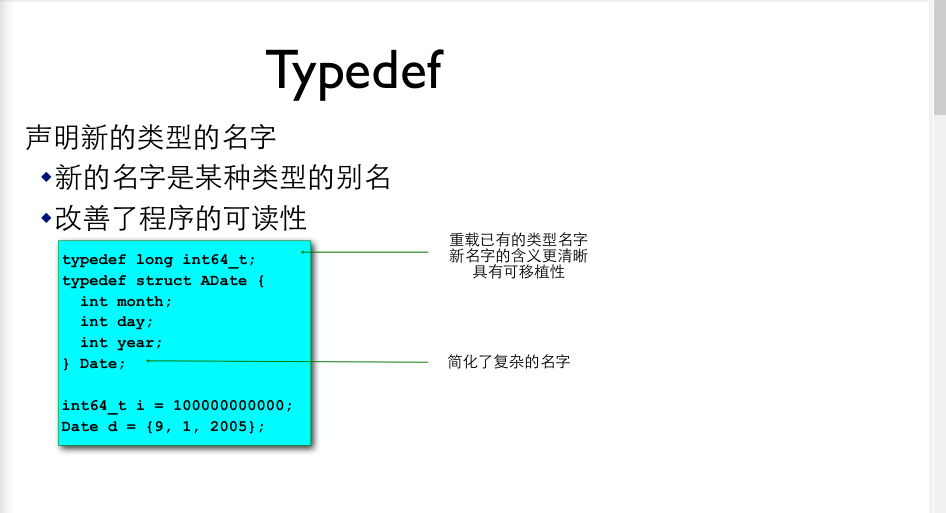 Typedef
声明新的类型的名字
新的名字是某种类型的别名
改善了程序的可读性
typedef long int64_t;
typedef struct ADate {
int month;
int day;
int year;
} Date;
int64_t i = 100000000000;
Date d = {9, 1, 2005};
重载已有的类型名字
新名字的含义更清晰
具有可移植性
简化了复杂的名字